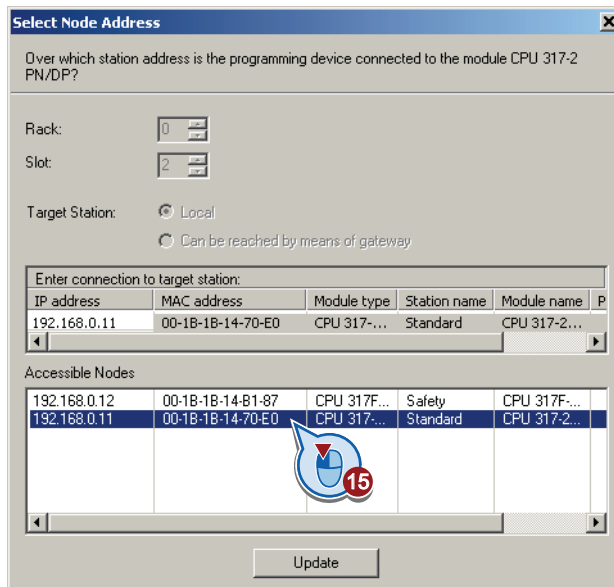 Select Node Address
Over which station address is the programming device connected to the module CPU 317-2
PN/DP?
Rack: 0
Slot: 2
Target Station: Local
Can be reached by means of gateway
Enter connection to target station:
IP address MAC address Module type Station name Module name P
192.168.0.11 00-1B-1B-14-70-E0 CPU 317-... Standard CPU 317-2...
Accessible Nodes
192.168.0.12 00-1B-1B-14-B1-87 CPU 317F... Safety CPU 317F-...
192.168.0.11 00-1B-1B-14-70-E0 CPU 317-... Standard CPU 317-2...
15
Update